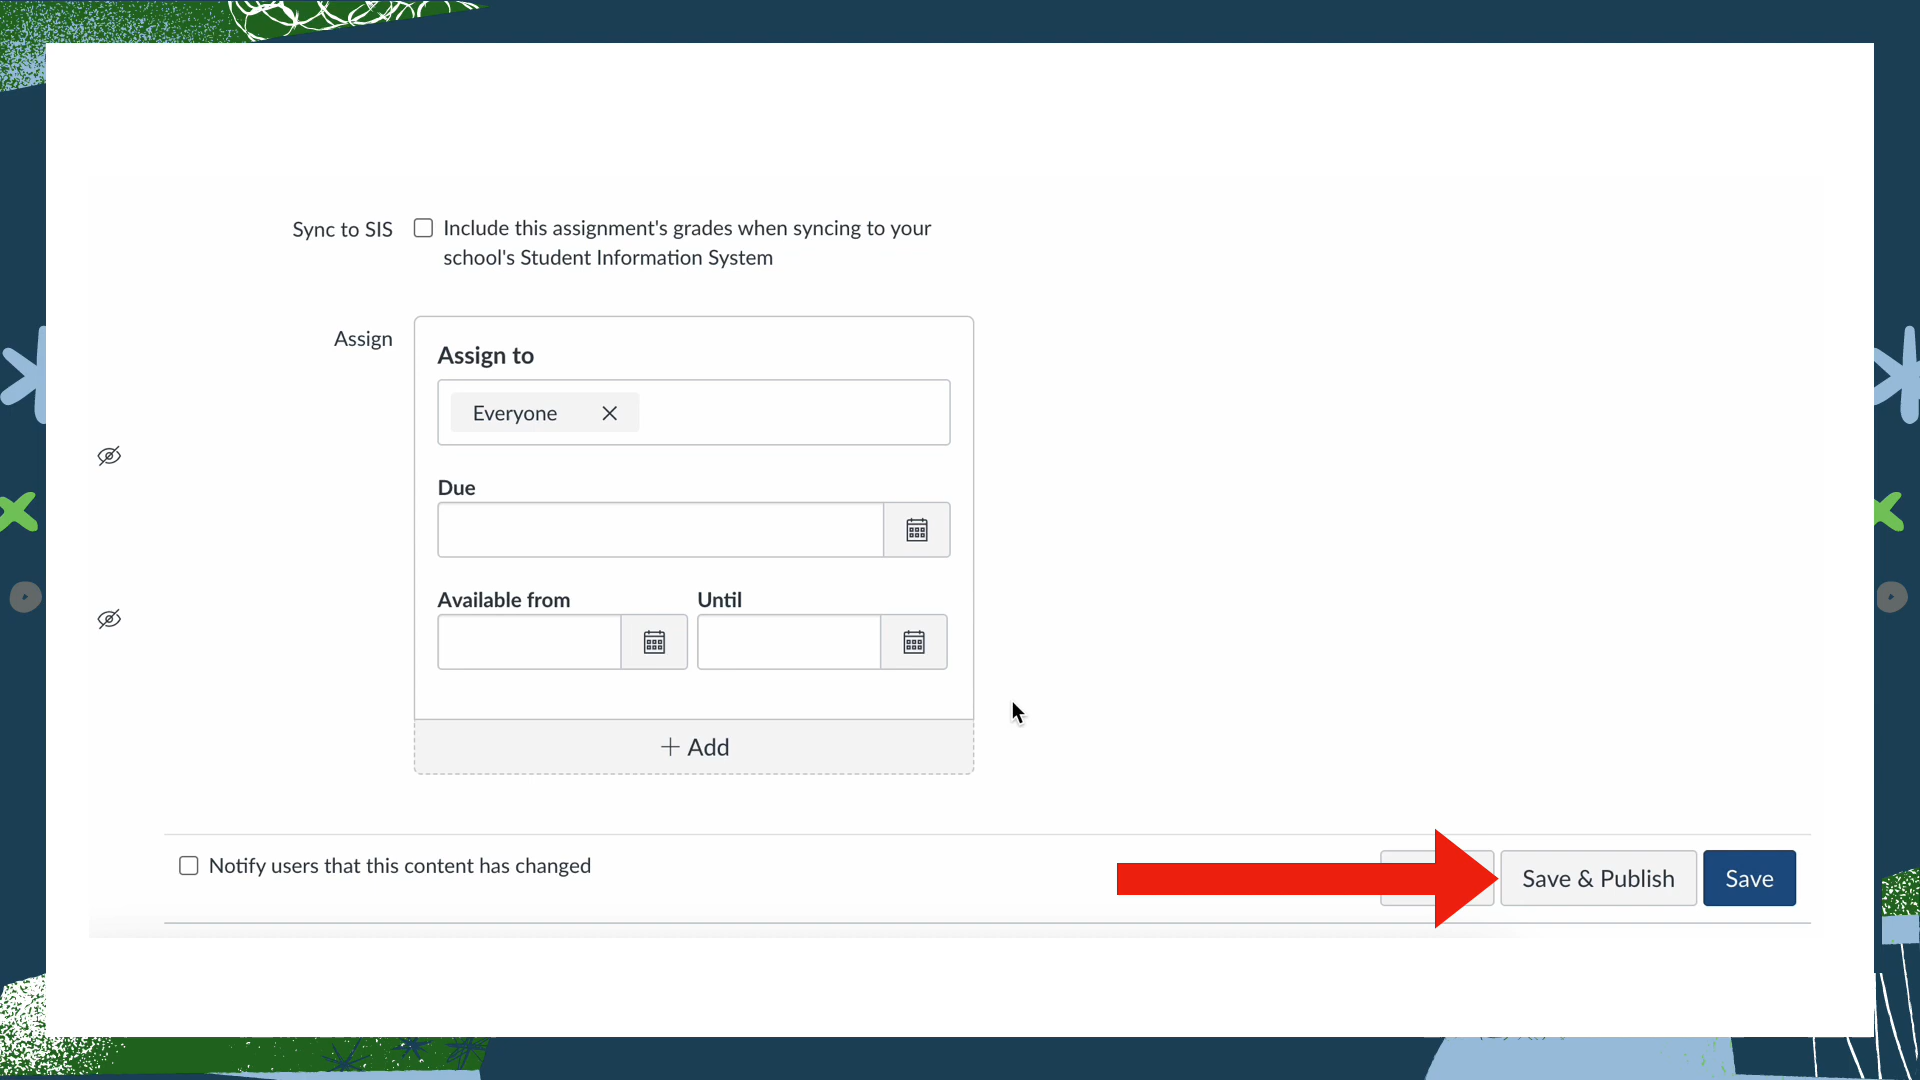 Sync to SIS
Include this assignment's grades when syncing to your
school's Student Information System
Assign
Assign to
Everyone
Due
Available from
Until
Add
Notify users that this content has changed
Save & Publish
Save